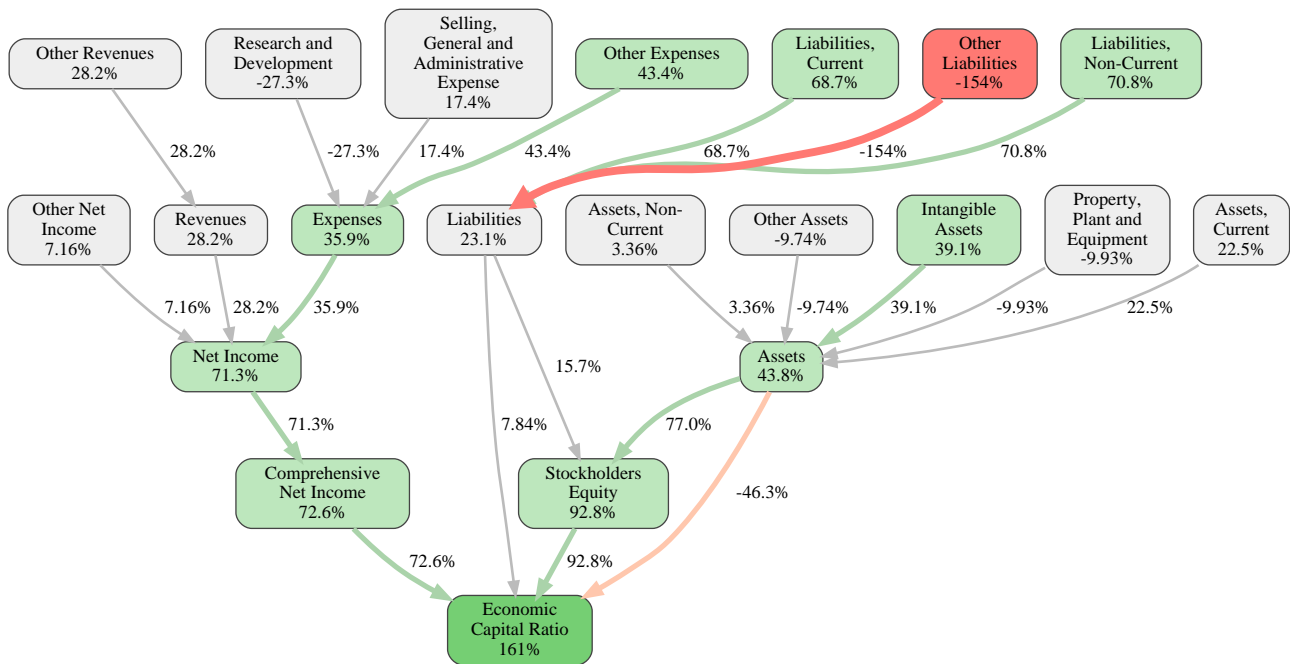 Other Revenues
28.2%
Research and
Development
-27.3%
Selling,
General and
Administrative
Expense
17.4%
Other Expenses
43.4%
Liabilities,
Current
68.7%
Other
Liabilities
-154%
Liabilities,
Non-Current
70.8%
28.2%
-27.3%
17.4%
43.4%
68.7%
-154%
70.8%
Other Net
Income
7.16%
Revenues
28.2%
Expenses
35.9%
Liabilities
23.1%
Assets, Non-
Current
3.36%
Other Assets
-9.74%
Intangible
Assets
39.1%
Property,
Plant and
Equipment
-9.93%
Assets,
Current
22.5%
7.16%
28.2%
35.9%
3.36%
-9.74%
39.1%
-9.93%
22.5%
Net Income
71.3%
15.7%
Assets
43.8%
71.3%
7.84%
77.0%
Comprehensive
Net Income
72.6%
Stockholders
Equity
92.8%
-46.3%
72.6%
92.8%
Economic
Capital Ratio
161%